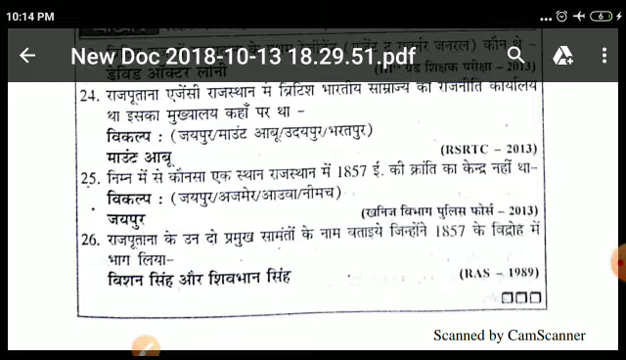 10:14 PM
New Doc 2018-10-13 18.29.51.pdf
डेविड ऑक्टर लोनी
ग्रेड शिक्षक परीक्षा - 2013)
24. राजपूताना एजेंसी राजस्थान में ब्रिटिश भारतीय साम्राज्य का राजनीति कार्यालय
था इसका मुख्यालय कहाँ पर था -
विकल्प : (जयपुर/माउंट आबू/उदयपुर/भरतपुर)
माउंट आबू (RSRTC - 2013)
25. निम्न में से कौनसा एक स्थान राजस्थान में 1857 ई. की क्रांति का केन्द्र नहीं था-
विकल्प : (जयपुर/अजमेर/आउवा/नीमच)
जयपुर (खनिज विभाग पुलिस फोर्स - 2013)
26. राजपूताना के उन दो प्रमुख सामंतों के नाम बताइये जिन्होंने 1857 के विद्रोह में
भाग लिया-
बिशन सिंह और शिवभान सिंह (RAS - 1989)
Scanned by CamScanner